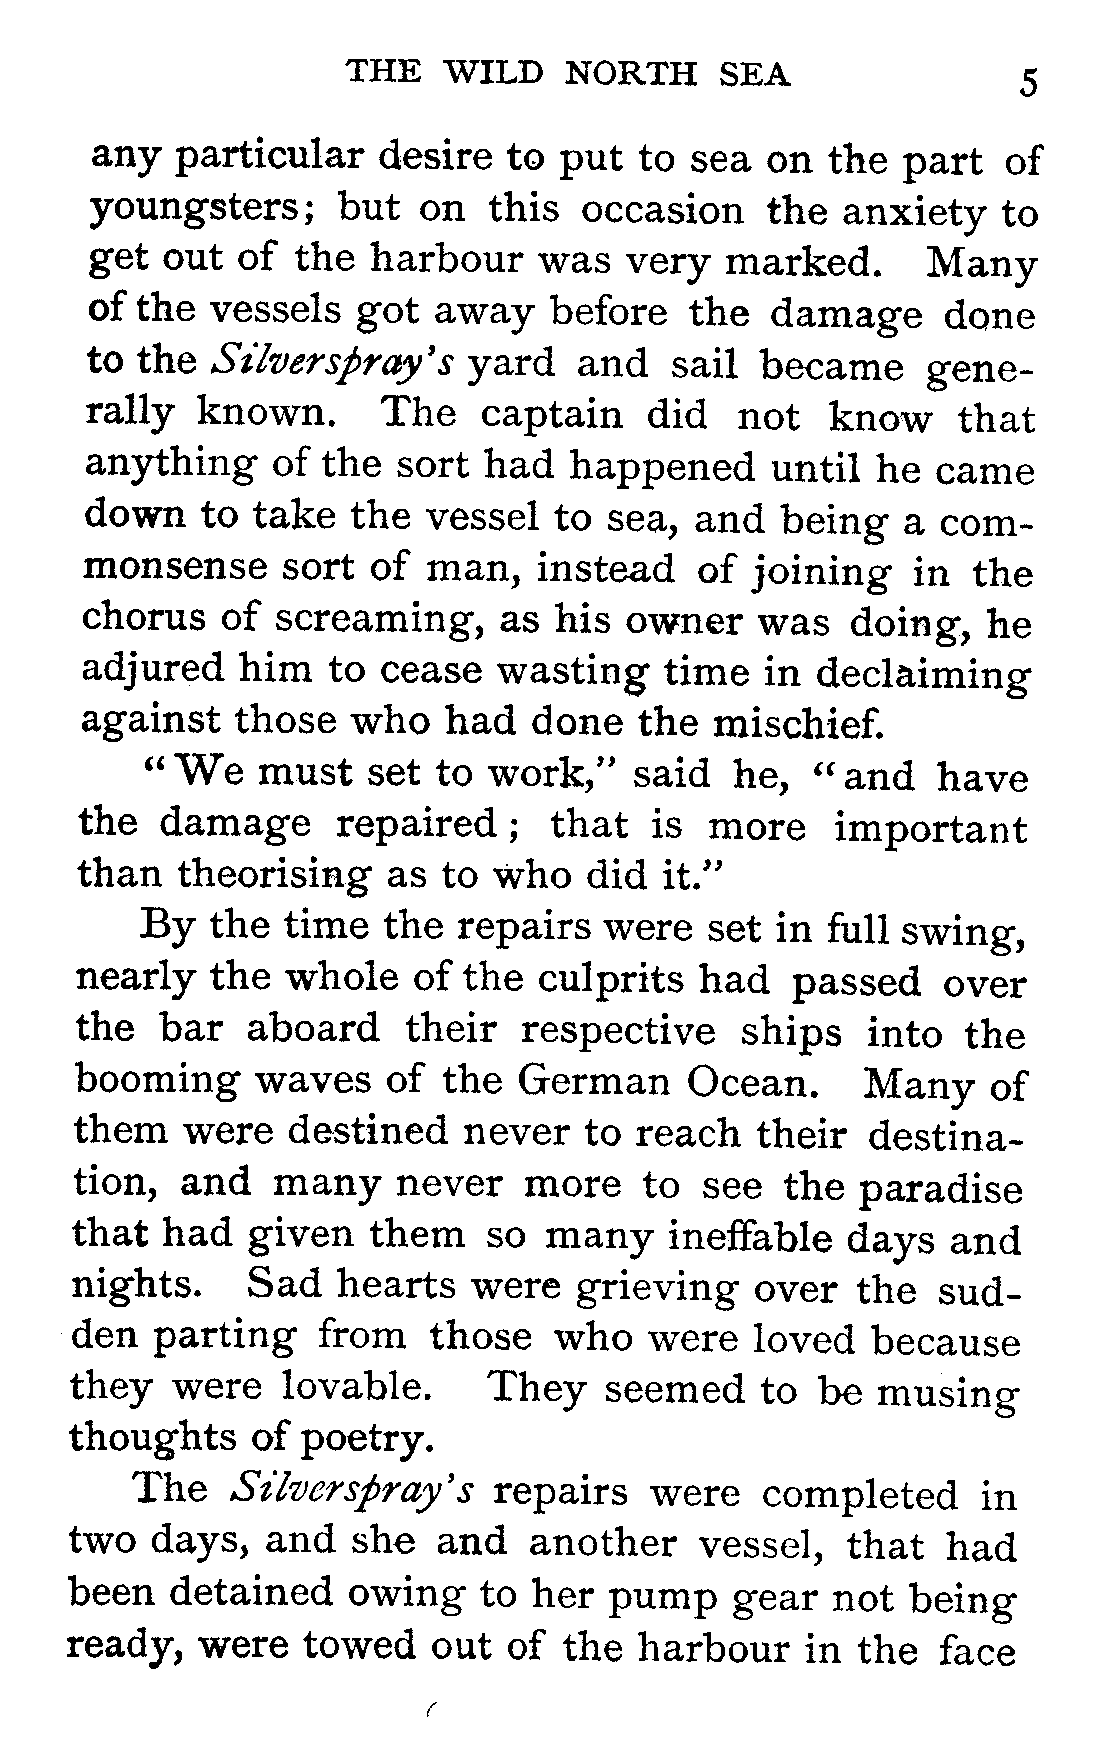 THE WILD NORTH SEA 5
any particular desire to put to sea on the part of
youngsters; but on this occasion the anxiety to
get out of the harbour was very marked. Many
of the vessels got away before the damage done
to the Silverspray's yard and sail became gene-
rally known. The captain did not know that
anything of the sort had happened until he came
down to take the vessel to sea, and being a com-
monsense sort of man, instead of joining in the
chorus of screaming, as his owner was doing, he
adjured him to cease wasting time in declaiming
against those who had done the mischief.
“We must set to work,” said he, “and have
the damage repaired; that is more important
than theorising as to who did it.”
By the time the repairs were set in full swing,
nearly the whole of the culprits had passed over
the bar aboard their respective ships into the
booming waves of the German Ocean. Many of
them were destined never to reach their destina-
tion, and many never more to see the paradise
that had given them so many ineffable days and
nights. Sad hearts were grieving over the sud-
den parting from those who were loved because
they were lovable. They seemed to be musing
thoughts of poetry.
The Silverspray's repairs were completed in
two days, and she and another vessel, that had
been detained owing to her pump gear not being
ready, were towed out of the harbour in the face